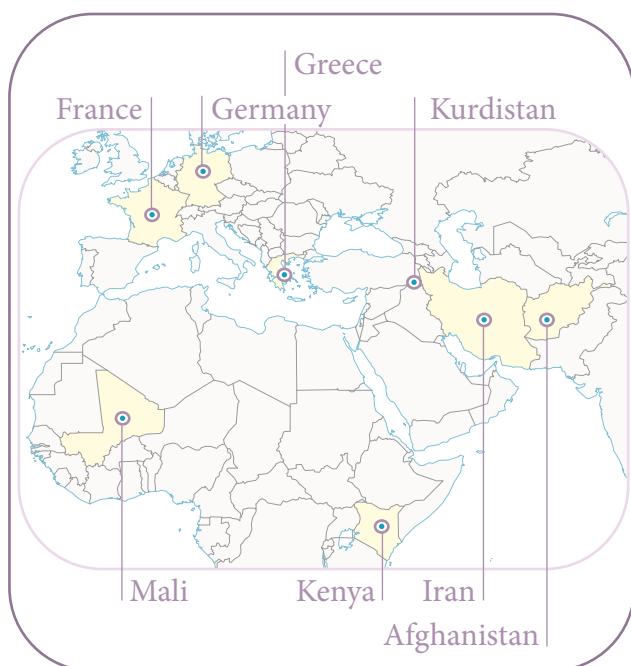 Greece
France
Germany
Kurdistan
Mali
Kenya
Iran
Afghanistan